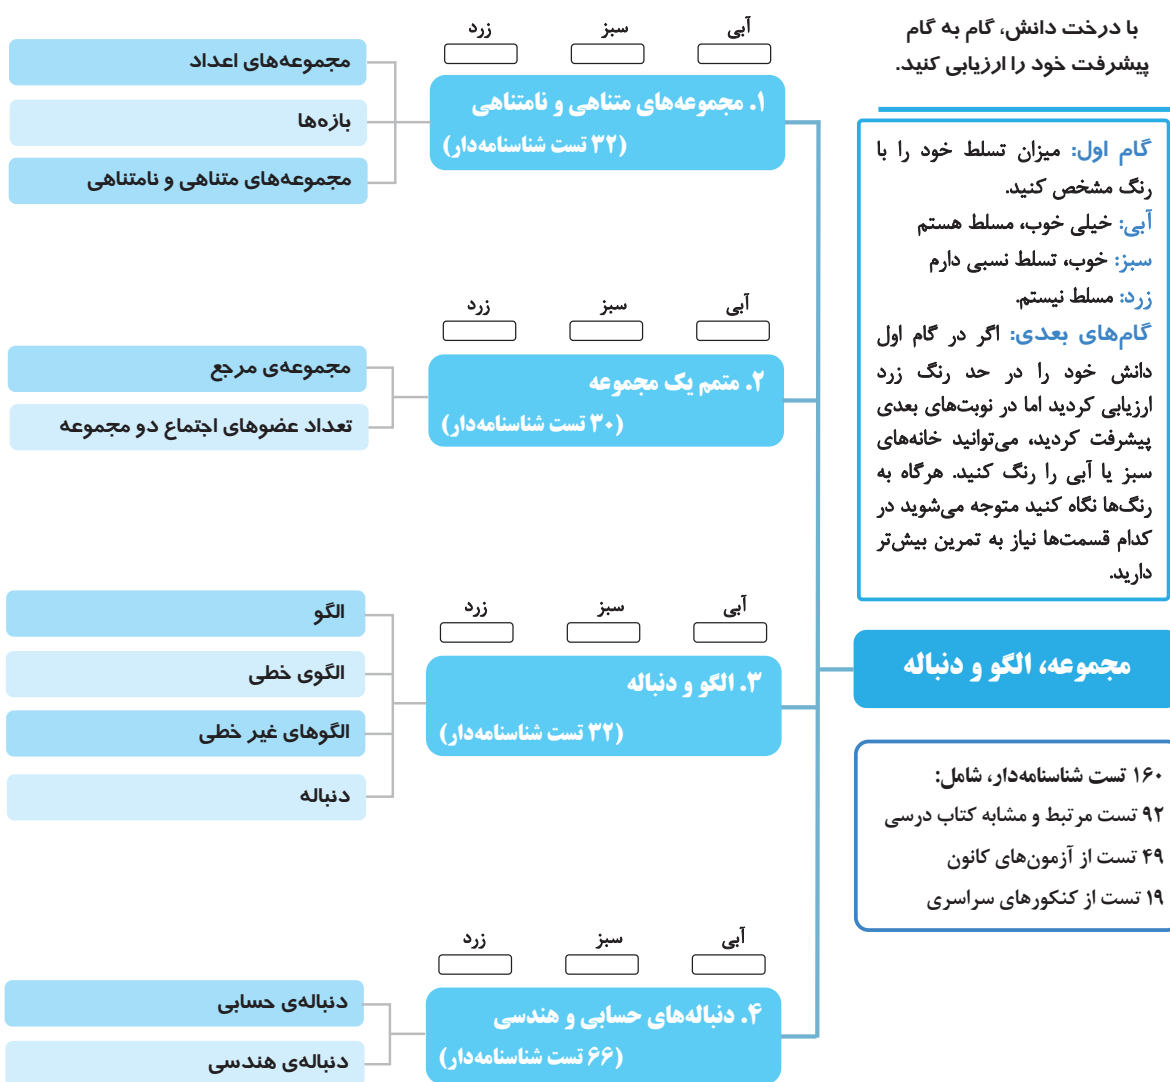 با درخت دانش، گام به گام
پیشرفت خود را ارزیابی کنید.
گام اول: میزان تسلط خود را با
رنگ مشخص کنید.
آبی: خیلی خوب، مسلط هستم
سبز: خوب، تسلط نسبی دارم
زرد: مسلط نیستم.
گام‌های بعدی: اگر در گام اول
دانش خود را در حد رنگ زرد
ارزیابی کردید اما در نوبت‌های بعدی
پیشرفت کردید، می‌توانید خانه‌های
سبز یا آبی را رنگ کنید. هرگاه به
رنگ‌ها نگاه کنید متوجه می‌شوید در
کدام قسمت‌ها نیاز به تمرین بیش‌تر
دارید.
مجموعه، الگو و دنباله
۱۶۰ تست شناسنامه‌دار، شامل:
۹۲ تست مرتبط و مشابه کتاب درسی
۴۹ تست از آزمون‌های کانون
۱۹ تست از کنکورهای سراسری
آبی سبز زرد
۱. مجموعه‌های متناهی و نامتناهی
(۳۲ تست شناسنامه‌دار)
مجموعه‌های اعداد
بازه‌ها
مجموعه‌های متناهی و نامتناهی
آبی سبز زرد
۲. متمم یک مجموعه
(۳۰ تست شناسنامه‌دار)
مجموعه‌ی مرجع
تعداد عضوهای اجتماع دو مجموعه
آبی سبز زرد
۳. الگو و دنباله
(۳۲ تست شناسنامه‌دار)
الگو
الگوی خطی
الگوهای غیر خطی
دنباله
آبی سبز زرد
۴. دنباله‌های حسابی و هندسی
(۶۶ تست شناسنامه‌دار)
دنباله‌ی حسابی
دنباله‌ی هندسی